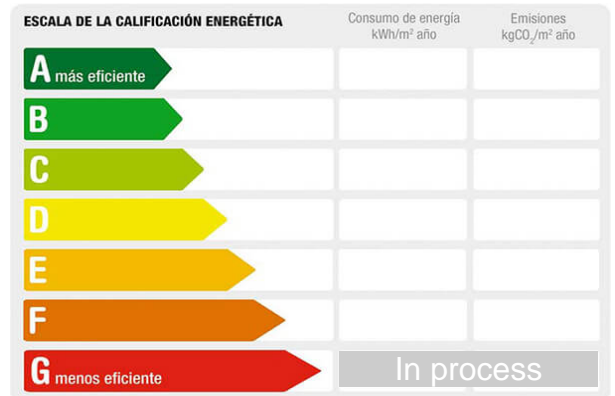 ESCALA DE LA CALIFICACIÓN ENERGÉTICA
Consumo de energía
kWh/m² año
Emisiones
kgCO₂/m² año
A más eficiente
B
C
D
E
F
G menos eficiente
In process